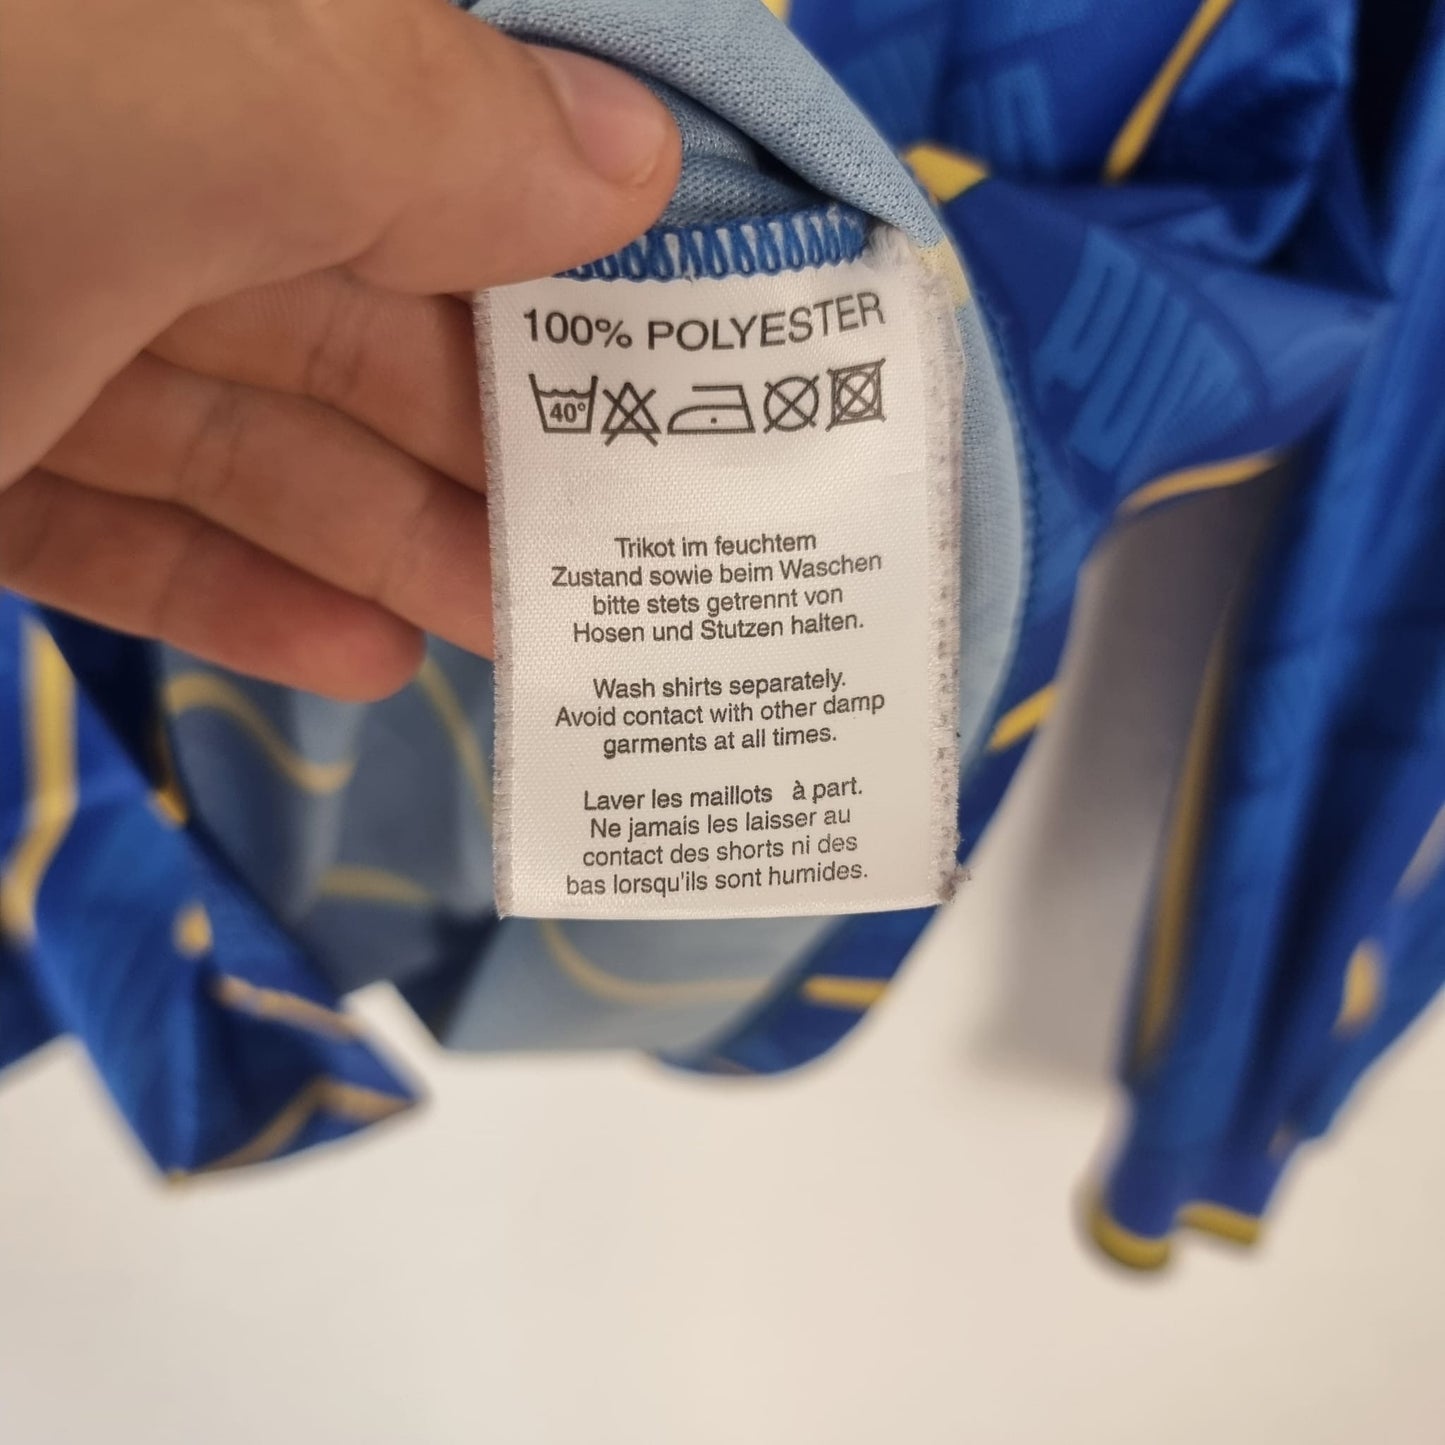 100% POLYESTER
40°
Trikot im feuchtem
Zustand sowie beim Waschen
bitte stets getrennt von
Hosen und Stutzen halten.
Wash shirts separately.
Avoid contact with other damp
garments at all times.
Laver les maillots à part.
Ne jamais les laisser au
contact des shorts ni des
bas lorsqu'ils sont humides.